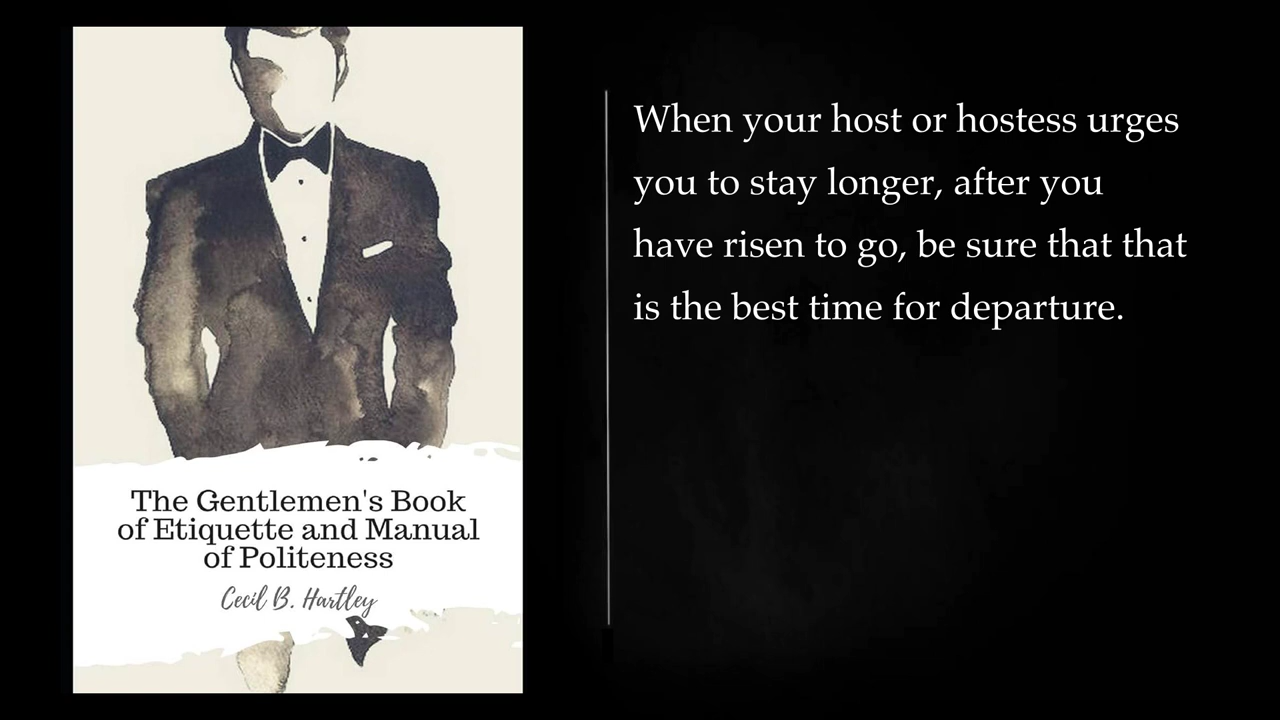 The Gentlemen's Book
of Etiquette and Manual
of Politeness
Cecil B. Hartley
When your host or hostess urges
you to stay longer, after you
have risen to go, be sure that that
is the best time for departure.